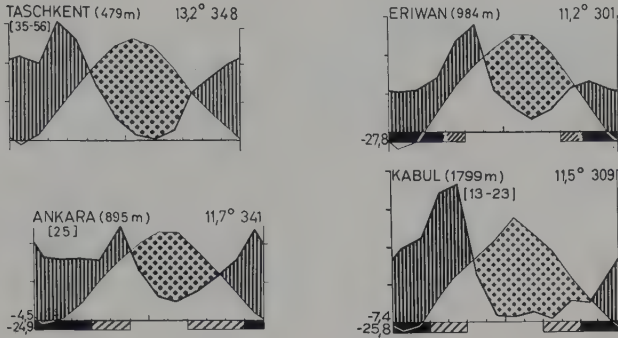 TASCHKENT (479m) 13,2° 348
[35-56]
ERIWAN (984m) 11,2° 301
-27,8
ANKARA (895m) 11,7° 341
[25]
-4,5
-24,9
KABUL (1799m) 11,5° 309
[13-23]
-7,4
-25,8